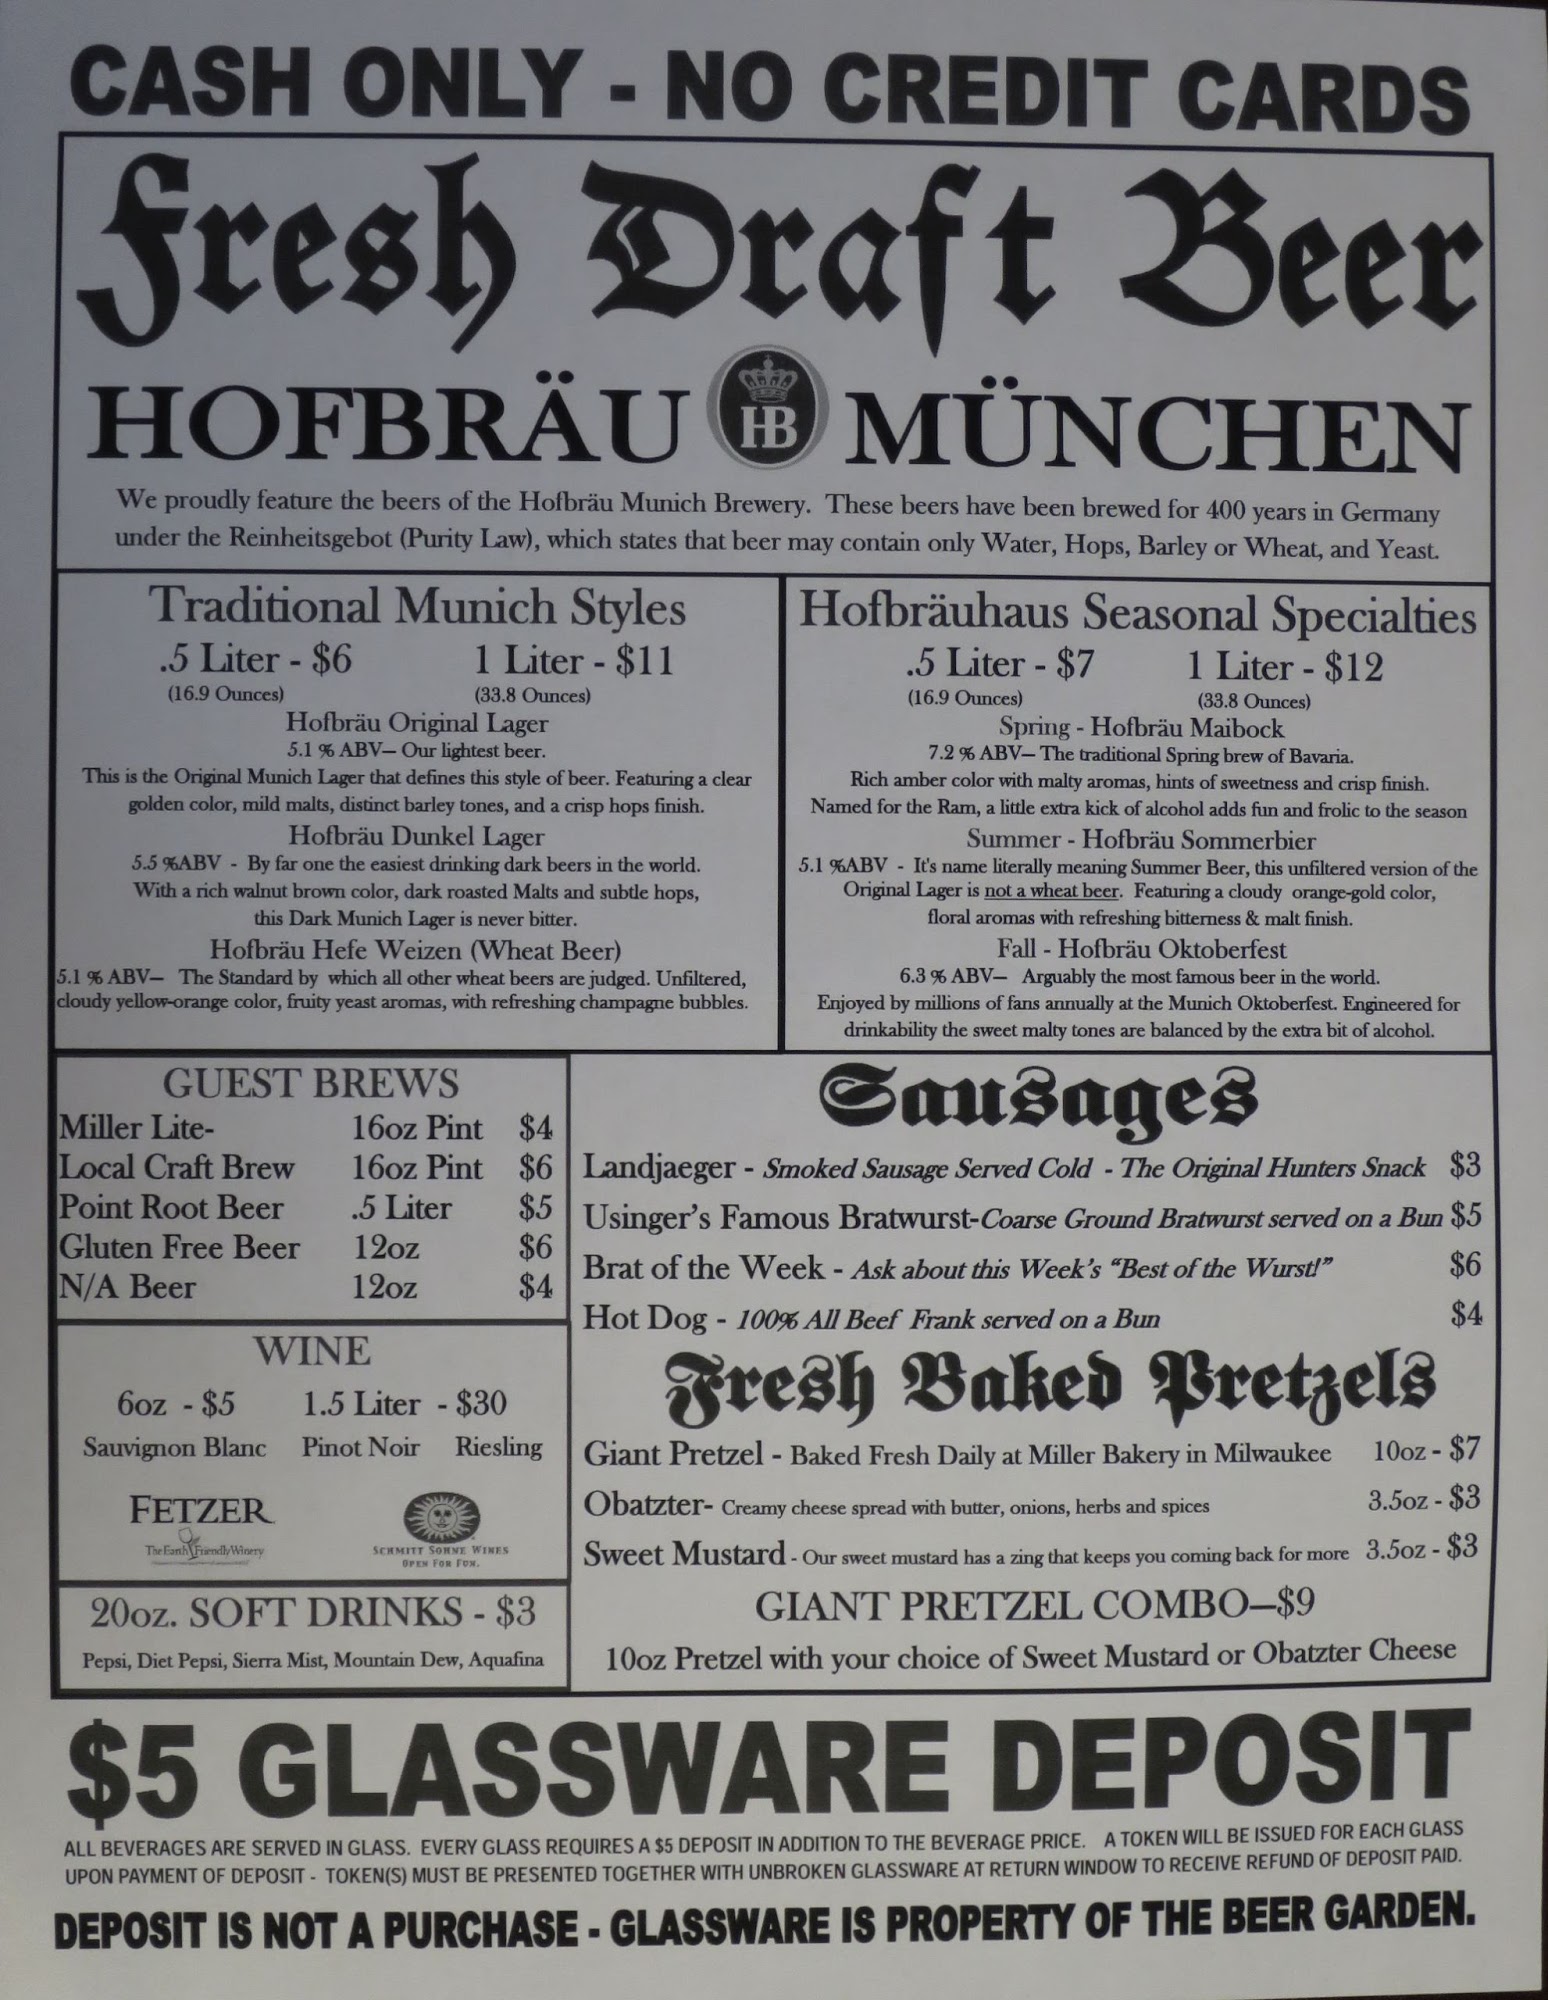 CASH ONLY - NO CREDIT CARDS
Fresh Draft Beer
HOFBRÄU HB MÜNCHEN
We proudly feature the beers of the Hofbräu Munich Brewery. These beers have been brewed for 400 years in Germany
under the Reinheitsgebot (Purity Law), which states that beer may contain only Water, Hops, Barley or Wheat, and Yeast.
Traditional Munich Styles
.5 Liter - $6 1 Liter - $11
(16.9 Ounces) (33.8 Ounces)
Hofbräu Original Lager
5.1 % ABV– Our lightest beer.
This is the Original Munich Lager that defines this style of beer. Featuring a clear
golden color, mild malts, distinct barley tones, and a crisp hops finish.
Hofbräu Dunkel Lager
5.5 %ABV - By far one the easiest drinking dark beers in the world.
With a rich walnut brown color, dark roasted Malts and subtle hops,
this Dark Munich Lager is never bitter.
Hofbräu Hefe Weizen (Wheat Beer)
5.1 % ABV– The Standard by which all other wheat beers are judged. Unfiltered,
cloudy yellow-orange color, fruity yeast aromas, with refreshing champagne bubbles.
Hofbräuhaus Seasonal Specialties
.5 Liter - $7 1 Liter - $12
(16.9 Ounces) (33.8 Ounces)
Spring - Hofbräu Maibock
7.2 % ABV– The traditional Spring brew of Bavaria.
Rich amber color with malty aromas, hints of sweetness and crisp finish.
Named for the Ram, a little extra kick of alcohol adds fun and frolic to the season
Summer - Hofbräu Sommerbier
5.1 %ABV - It's name literally meaning Summer Beer, this unfiltered version of the
Original Lager is not a wheat beer. Featuring a cloudy orange-gold color,
floral aromas with refreshing bitterness & malt finish.
Fall - Hofbräu Oktoberfest
6.3 % ABV– Arguably the most famous beer in the world.
Enjoyed by millions of fans annually at the Munich Oktoberfest. Engineered for
drinkability the sweet malty tones are balanced by the extra bit of alcohol.
GUEST BREWS
Miller Lite- 16oz Pint $4
Local Craft Brew 16oz Pint $6
Point Root Beer .5 Liter $5
Gluten Free Beer 12oz $6
N/A Beer 12oz $4
WINE
6oz - $5 1.5 Liter - $30
Sauvignon Blanc Pinot Noir Riesling
FETZER
The Earth Friendly Winery
SCHMITT SOHNE WINES
OPEN FOR FUN.
20oz. SOFT DRINKS - $3
Pepsi, Diet Pepsi, Sierra Mist, Mountain Dew, Aquafina
Sausages
Landjaeger - Smoked Sausage Served Cold - The Original Hunters Snack $3
Usinger's Famous Bratwurst-Coarse Ground Bratwurst served on a Bun $5
Brat of the Week - Ask about this Week's “Best of the Wurst!” $6
Hot Dog - 100% All Beef Frank served on a Bun $4
Fresh Baked Pretzels
Giant Pretzel - Baked Fresh Daily at Miller Bakery in Milwaukee 10oz - $7
Obatzter- Creamy cheese spread with butter, onions, herbs and spices 3.5oz - $3
Sweet Mustard - Our sweet mustard has a zing that keeps you coming back for more 3.5oz - $3
GIANT PRETZEL COMBO–$9
10oz Pretzel with your choice of Sweet Mustard or Obatzter Cheese
$5 GLASSWARE DEPOSIT
ALL BEVERAGES ARE SERVED IN GLASS. EVERY GLASS REQUIRES A $5 DEPOSIT IN ADDITION TO THE BEVERAGE PRICE. A TOKEN WILL BE ISSUED FOR EACH GLASS
UPON PAYMENT OF DEPOSIT - TOKEN(S) MUST BE PRESENTED TOGETHER WITH UNBROKEN GLASSWARE AT RETURN WINDOW TO RECEIVE REFUND OF DEPOSIT PAID.
DEPOSIT IS NOT A PURCHASE - GLASSWARE IS PROPERTY OF THE BEER GARDEN.